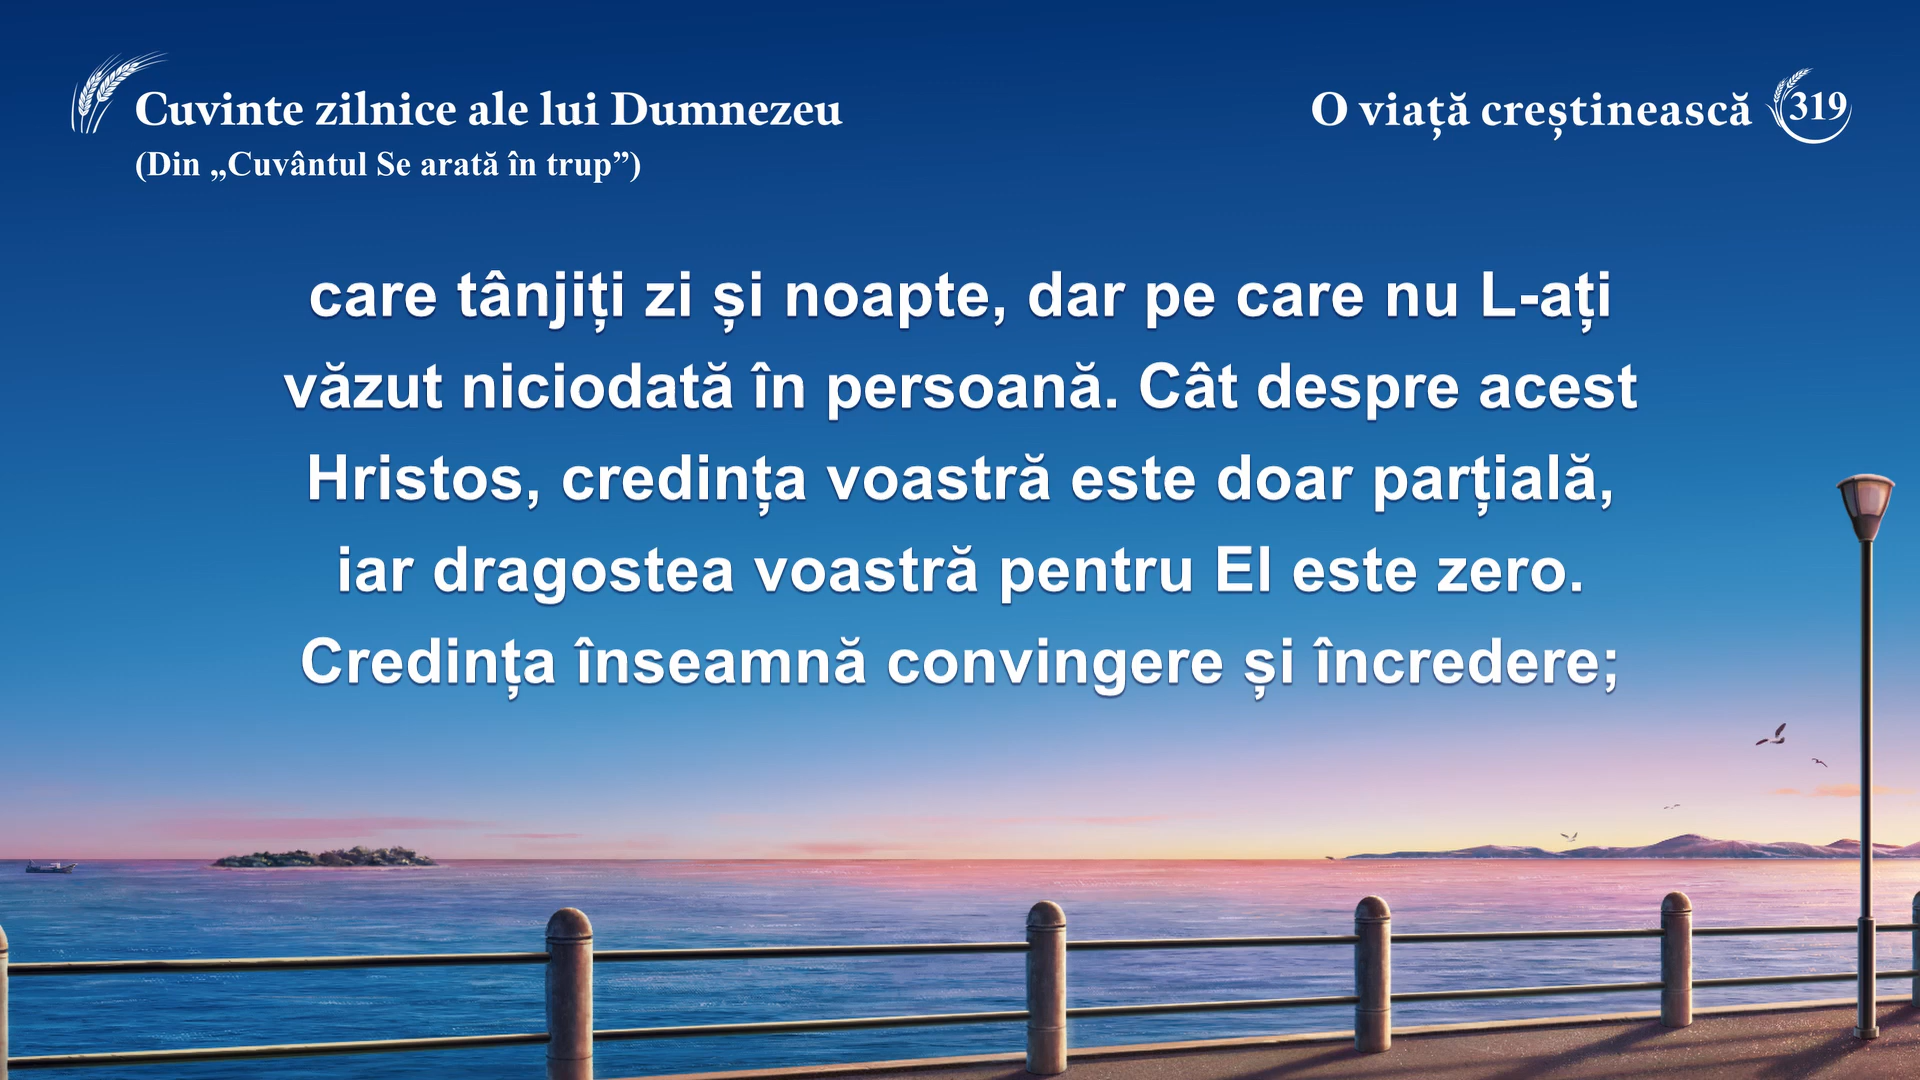 Cuvinte zilnice ale lui Dumnezeu
(Din „Cuvântul Se arată în trup”)
O viață creștinească 319
care tânjiți zi și noapte, dar pe care nu L-ați
văzut niciodată în persoană. Cât despre acest
Hristos, credința voastră este doar parțială,
iar dragostea voastră pentru El este zero.
Credința înseamnă convingere și încredere;